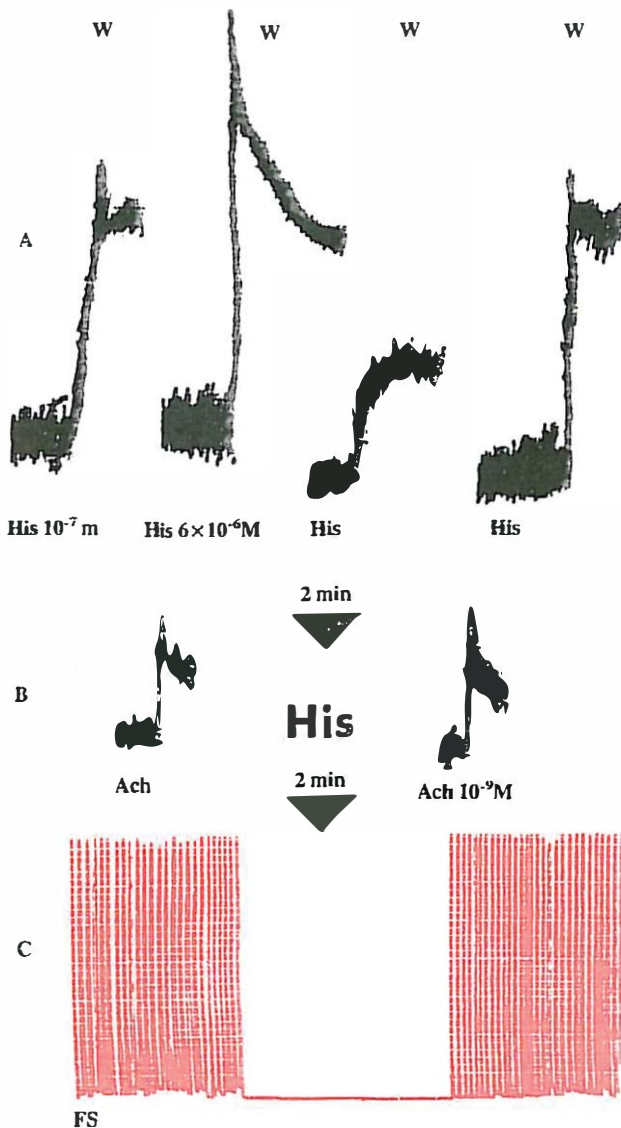 W W W W
A
His 10⁻⁷ m His 6×10⁻⁶M His His
2 min
B
His
Ach
2 min
Ach 10⁻⁹M
C
FS